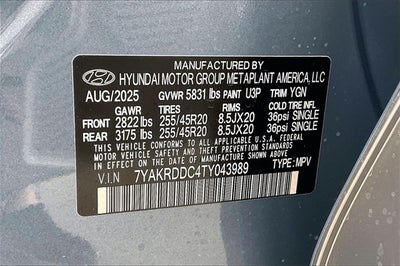 MANUFACTURED BY
HYUNDAI MOTOR GROUP METAPLANT AMERICA, LLC
AUG/2025 GVWR 5831 lbs PAINT U3P TRIM YGN
GAWR TIRES RIMS COLD TIRE INFL
FRONT 2822 lbs 255/45R20 8.5JX20 36psi SINGLE
REAR 3175 lbs 255/45R20 8.5JX20 36psi SINGLE
THIS VEHICLE CONFORMS TO ALL APPLICABLE U.S.A. FEDERAL
MOTOR VEHICLE SAFETY, BUMPER, AND THEFT PREVENTION STANDARDS
IN EFFECT ON THE DATE OF MANUFACTURE SHOWN ABOVE.
V.I.N 7YAKRDDC4TY043989 TYPE: MPV